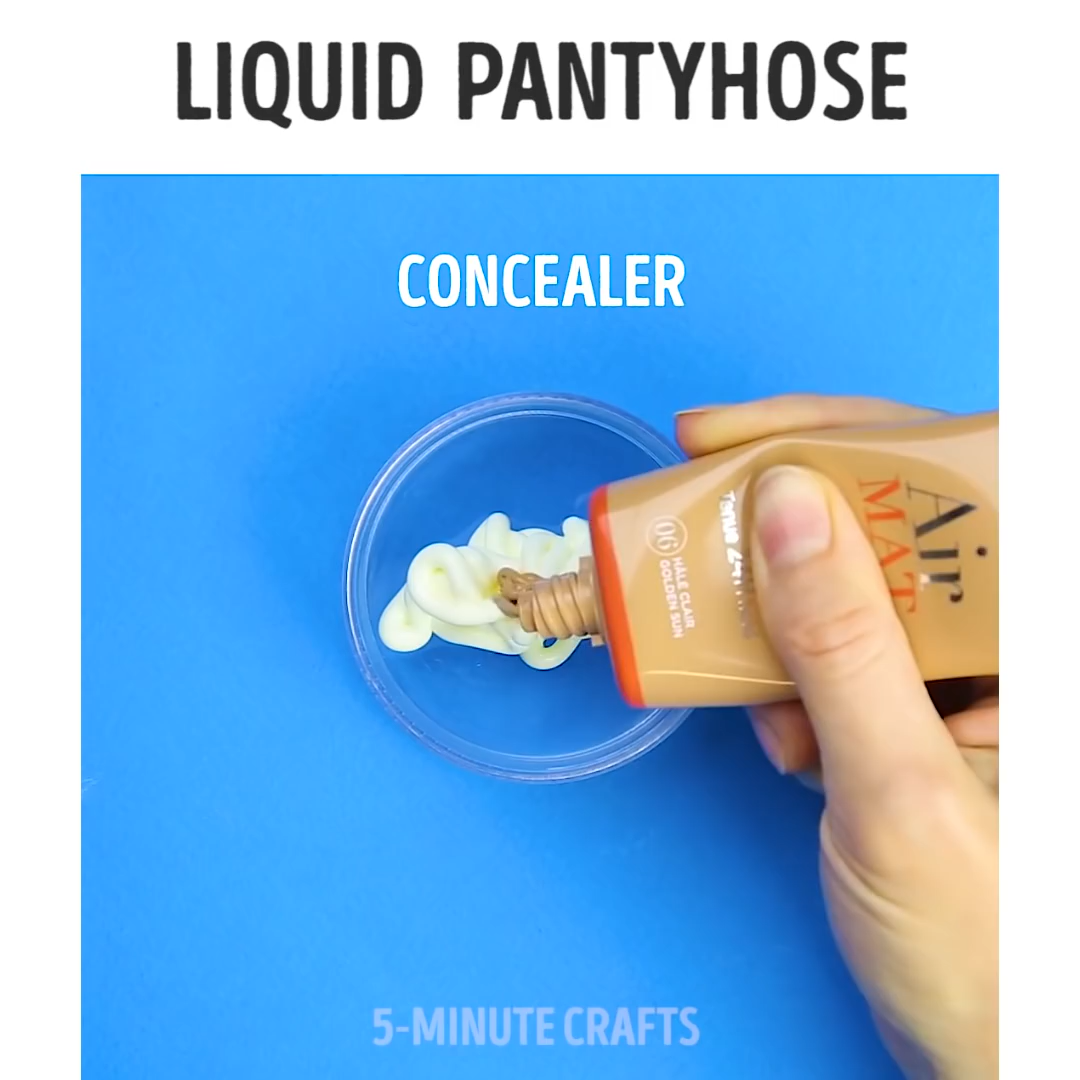 LIQUID PANTYHOSE
CONCEALER
Air
MAT
06
HÂLE CLAIR
GOLDEN SUN
5-MINUTE CRAFTS